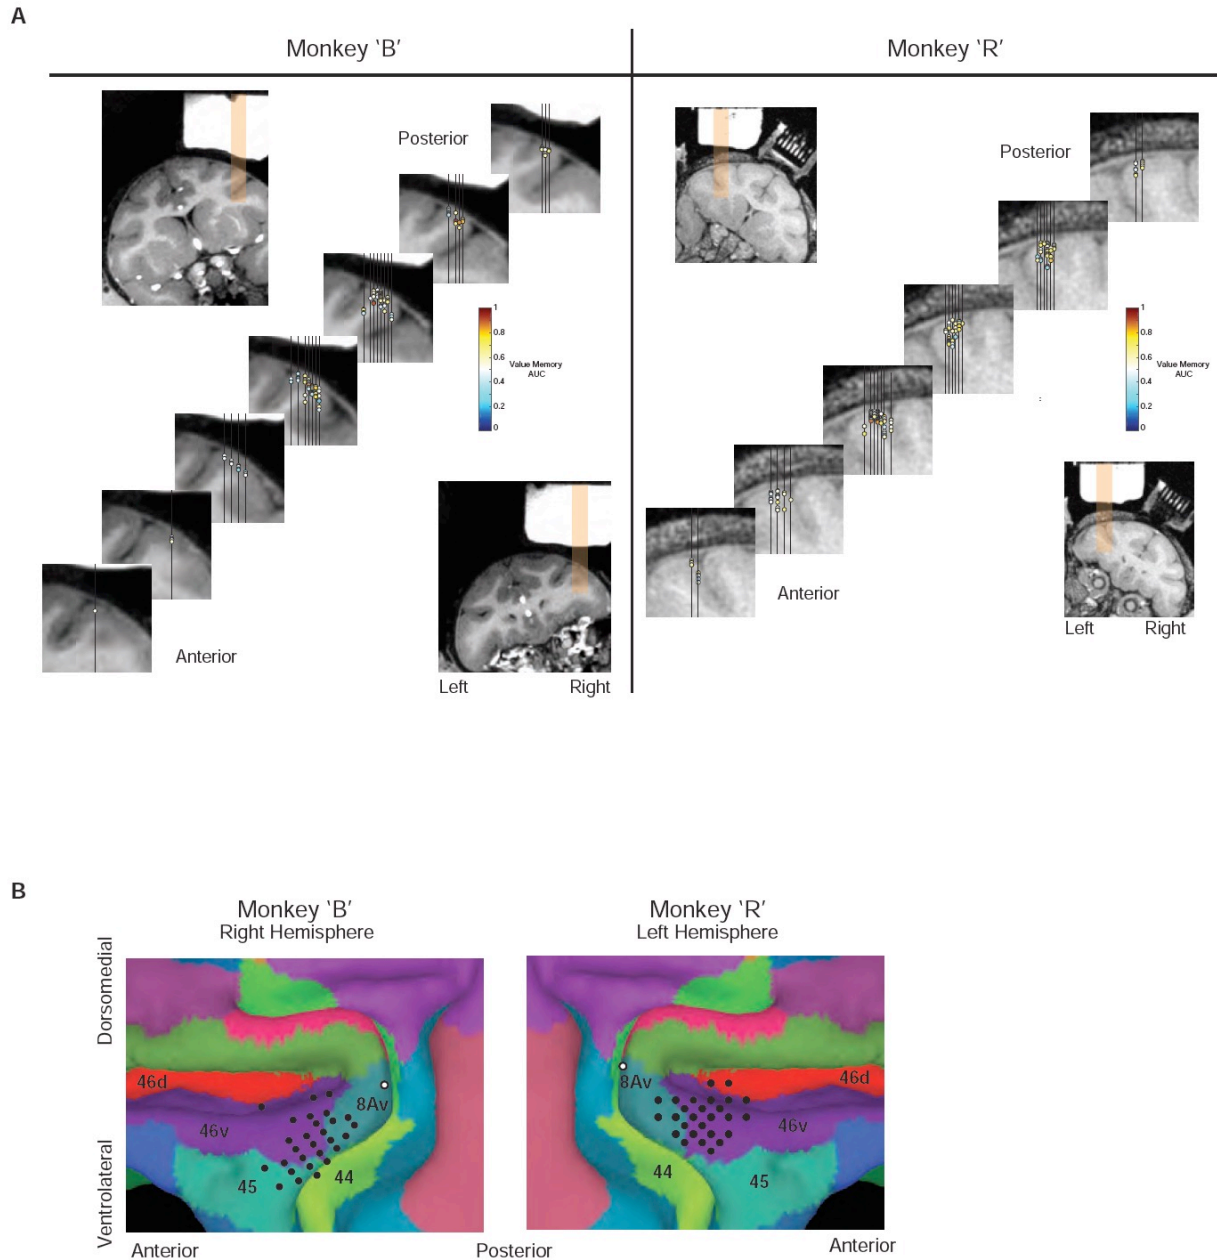 A
Monkey ‘B’
Monkey ‘R’
Posterior
Posterior
1
0.8
0.6
0.4
0.2
0
Value Memory
AUC
1
0.8
0.6
0.4
0.2
0
Value Memory
AUC
:
Anterior
Left
Right
Anterior
Left
Right
B
Monkey ‘B’
Right Hemisphere
Monkey ‘R’
Left Hemisphere
Dorsomedial
Ventrolateral
46d
8Av
46v
45
44
8Av
46d
46v
44
45
Anterior
Posterior
Anterior